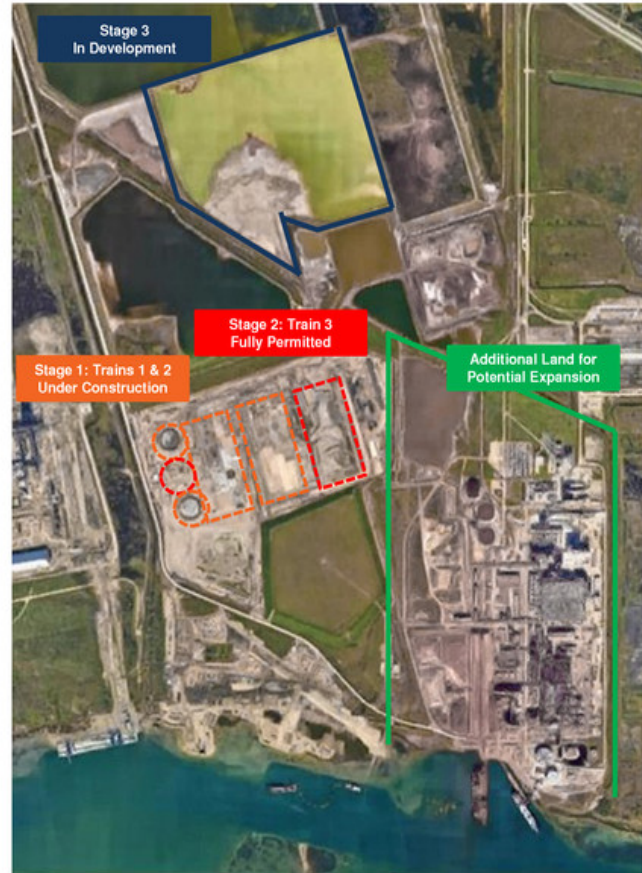 Stage 3
In Development
Stage 2: Train 3
Fully Permitted
Stage 1: Trains 1 & 2
Under Construction
Additional Land for
Potential Expansion